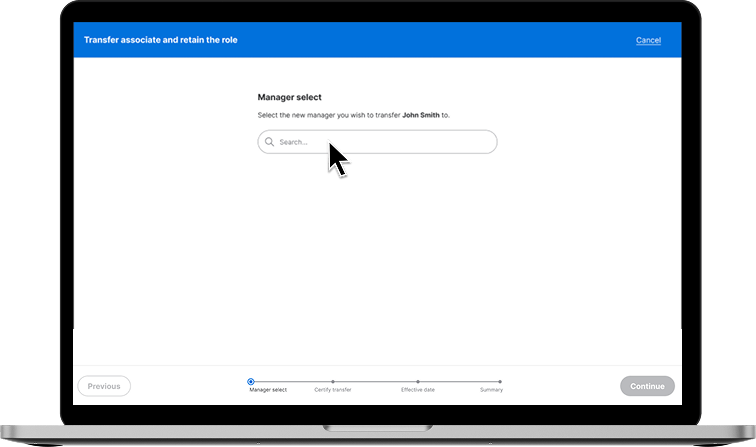 Transfer associate and retain the role
Cancel
Manager select
Select the new manager you wish to transfer John Smith to.
Search...
Previous
Manager select
Certify transfer
Effective date
Summary
Continue